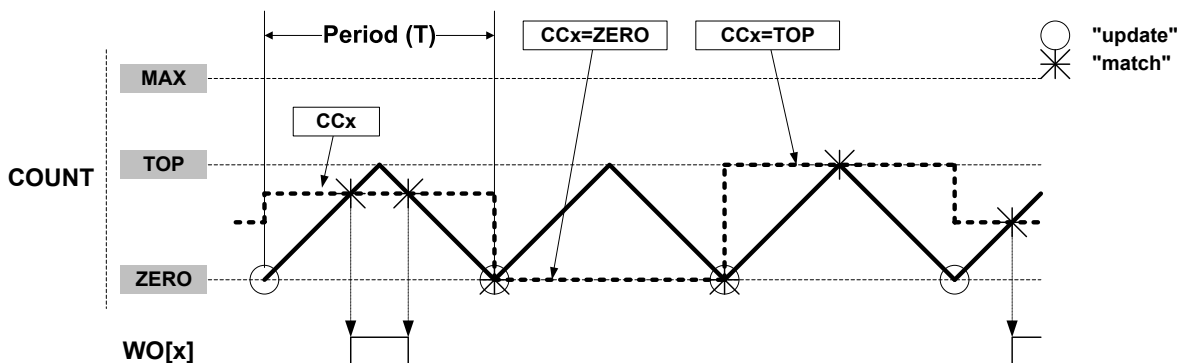 Period (T)
CCx=ZERO
CCx=TOP
"update"
"match"
MAX
CCx
TOP
COUNT
ZERO
WO[x]